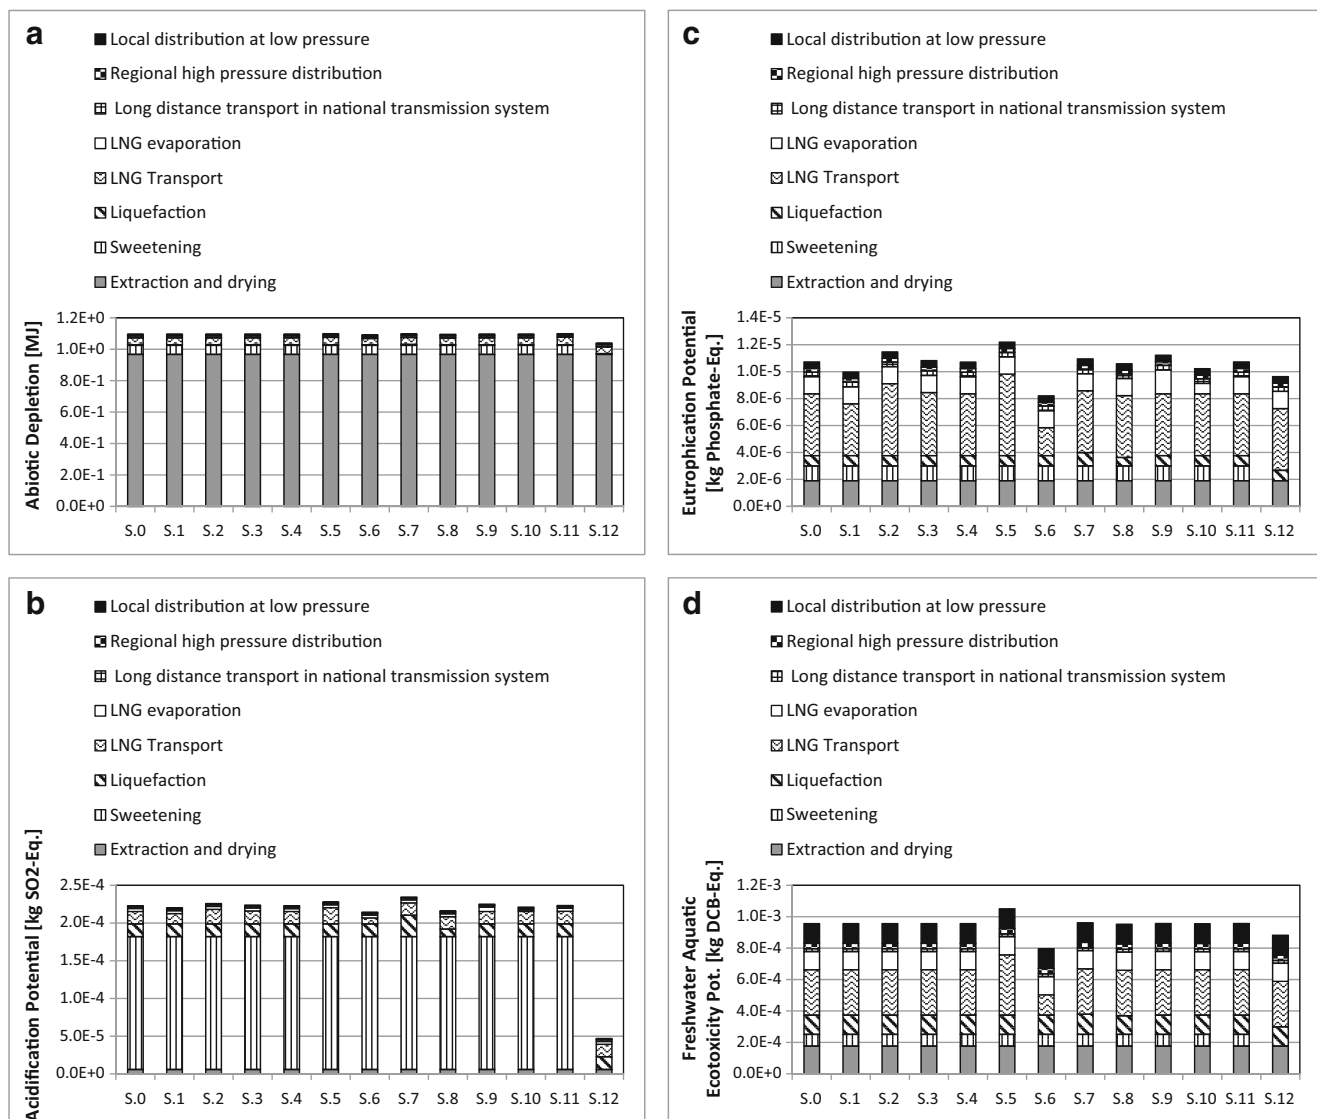 a
Local distribution at low pressure
Regional high pressure distribution
Long distance transport in national transmission system
LNG evaporation
LNG Transport
Liquefaction
Sweetening
Extraction and drying
Abiotic Depletion [MJ]
1.2E+0
1.0E+0
8.0E-1
6.0E-1
4.0E-1
2.0E-1
0.0E+0
S.0 S.1 S.2 S.3 S.4 S.5 S.6 S.7 S.8 S.9 S.10 S.11 S.12
c
Local distribution at low pressure
Regional high pressure distribution
Long distance transport in national transmission system
LNG evaporation
LNG Transport
Liquefaction
Sweetening
Extraction and drying
Eutrophication Potential
[kg Phosphate-Eq.]
1.4E-5
1.2E-5
1.0E-5
8.0E-6
6.0E-6
4.0E-6
2.0E-6
0.0E+0
S.0 S.1 S.2 S.3 S.4 S.5 S.6 S.7 S.8 S.9 S.10 S.11 S.12
b
Local distribution at low pressure
Regional high pressure distribution
Long distance transport in national transmission system
LNG evaporation
LNG Transport
Liquefaction
Sweetening
Extraction and drying
Acidification Potential [kg SO2-Eq.]
2.5E-4
2.0E-4
1.5E-4
1.0E-4
5.0E-5
0.0E+0
S.0 S.1 S.2 S.3 S.4 S.5 S.6 S.7 S.8 S.9 S.10 S.11 S.12
d
Local distribution at low pressure
Regional high pressure distribution
Long distance transport in national transmission system
LNG evaporation
LNG Transport
Liquefaction
Sweetening
Extraction and drying
Freshwater Aquatic
Ecotoxicity Pot. [kg DCB-Eq.]
1.2E-3
1.0E-3
8.0E-4
6.0E-4
4.0E-4
2.0E-4
0.0E+0
S.0 S.1 S.2 S.3 S.4 S.5 S.6 S.7 S.8 S.9 S.10 S.11 S.12